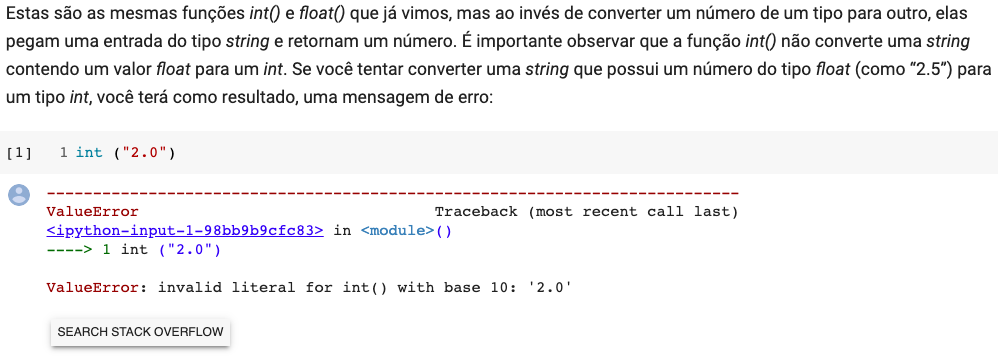 Estas são as mesmas funções int() e float() que já vimos, mas ao invés de converter um número de um tipo para outro, elas
pegam uma entrada do tipo string e retornam um número. É importante observar que a função int() não converte uma string
contendo um valor float para um int. Se você tentar converter uma string que possui um número do tipo float (como “2.5”) para
um tipo int, você terá como resultado, uma mensagem de erro:
[1] 1 int ("2.0")
---------------------------------------------------------------------------
ValueError Traceback (most recent call last)
<ipython-input-1-98bb9b9cfc83> in <module>()
----> 1 int ("2.0")
ValueError: invalid literal for int() with base 10: '2.0'
SEARCH STACK OVERFLOW